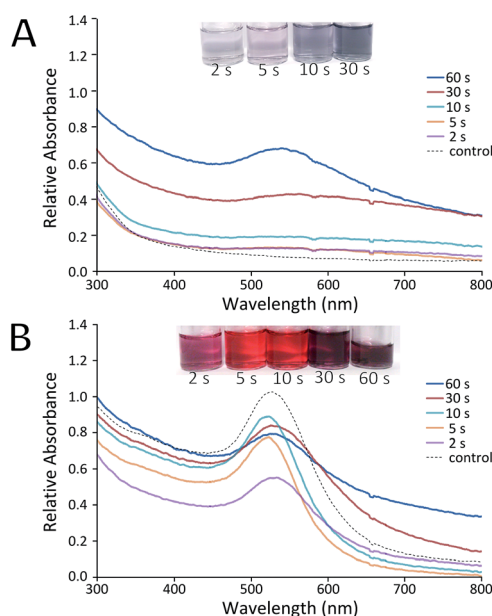 A
1.4
1.2
1.0
0.8
0.6
0.4
0.2
0.0
Relative Absorbance
2 s
5 s
10 s
30 s
60 s
30 s
10 s
5 s
2 s
control
300
400
500
600
700
800
Wavelength (nm)
B
1.4
1.2
1.0
0.8
0.6
0.4
0.2
0.0
Relative Absorbance
2 s
5 s
10 s
30 s
60 s
60 s
30 s
10 s
5 s
2 s
control
300
400
500
600
700
800
Wavelength (nm)